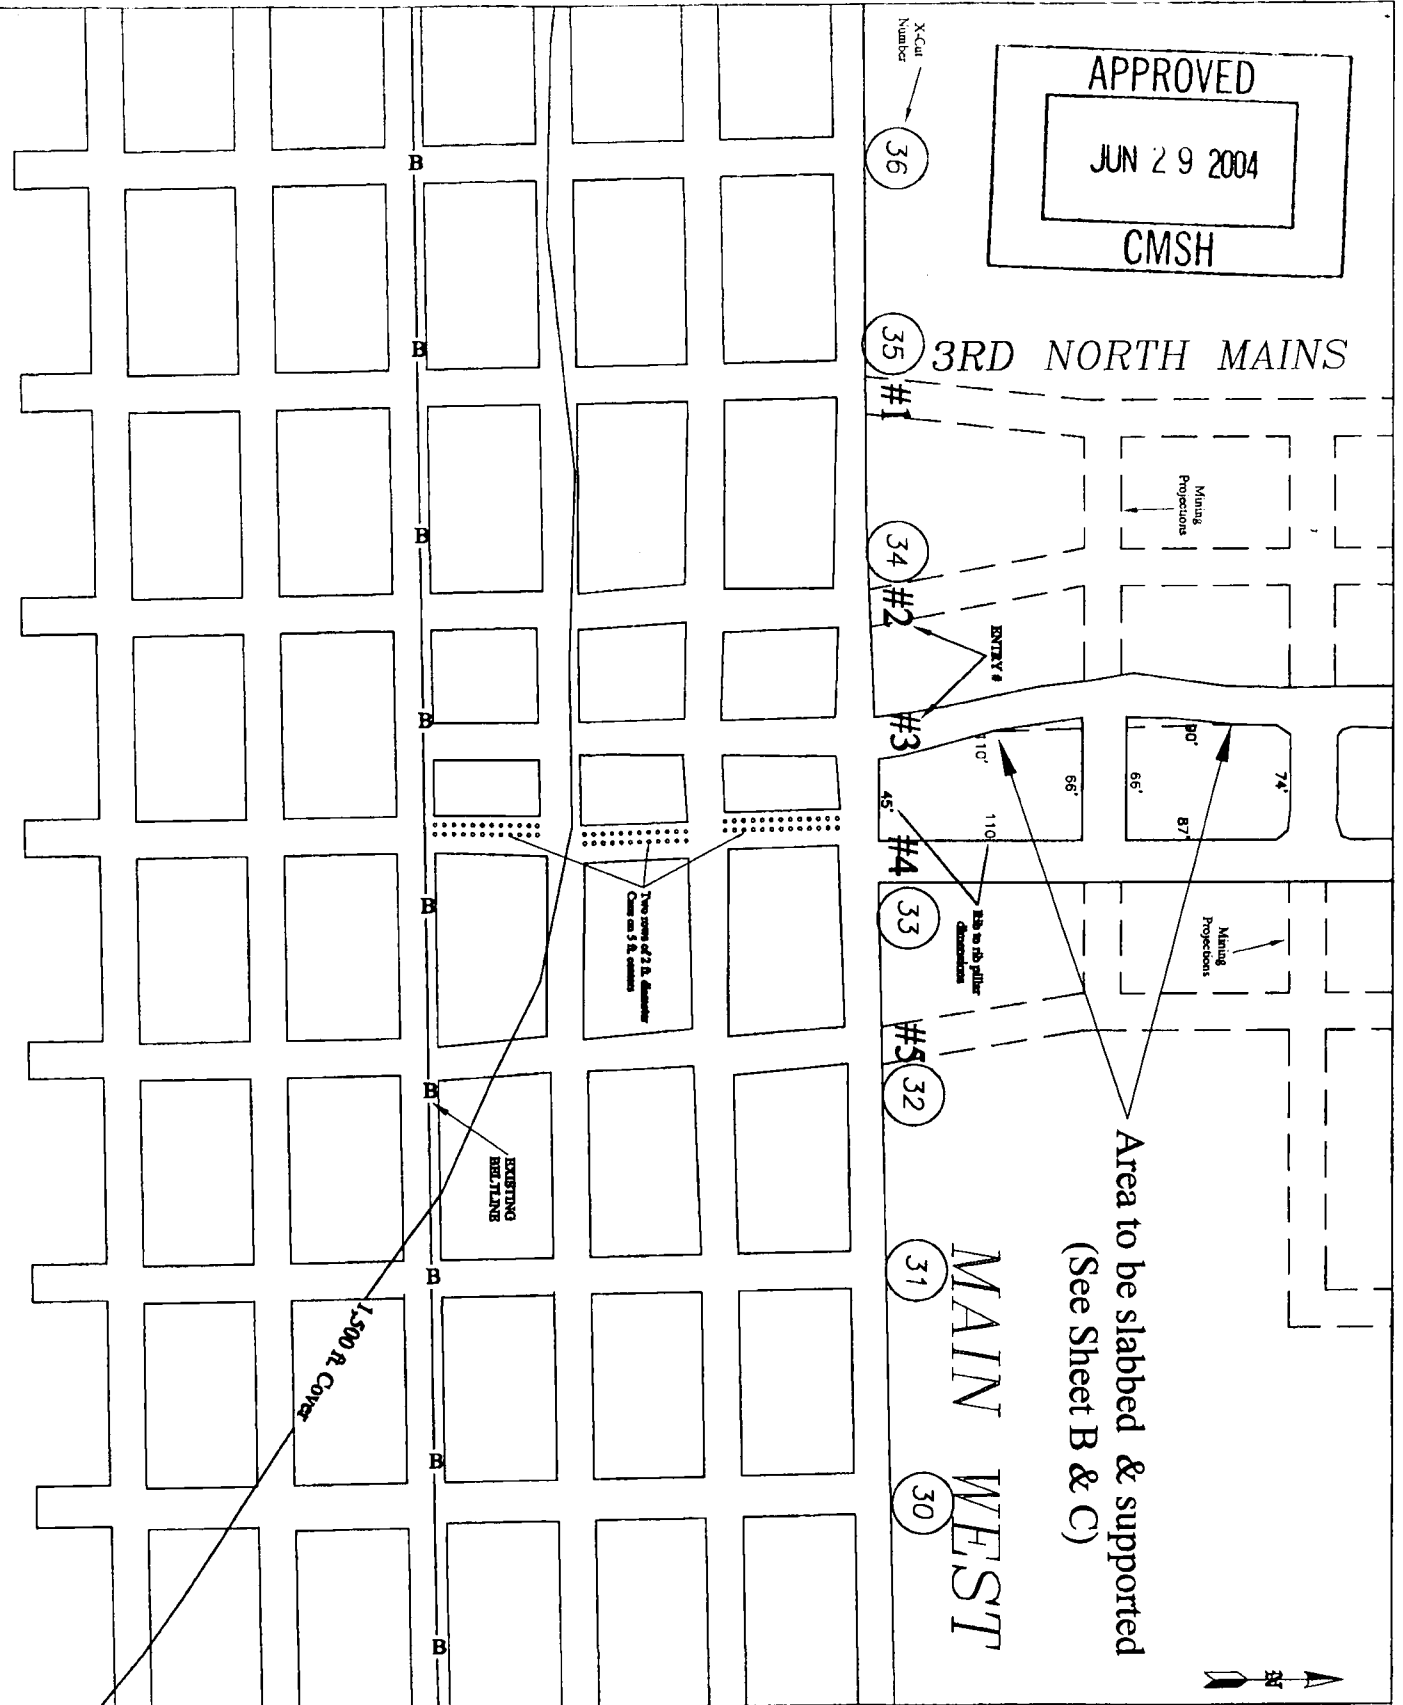 APPROVED
JUN 29 2004
CMSH
X-Cut
Number
36
35
3RD NORTH MAINS
#1
Mining
Projections
34
#2
ENTRY #
#3
90'
110'
66'
66'
74'
45'
110'
87'
#4
33
Rib to rib pillar
dimensions
Mining
Projections
Two rows of 2 ft. diameter
Cans on 5 ft. centers
#5
32
Area to be slabbed & supported
(See Sheet B & C)
EXISTING
BELTLINE
31
MAIN WEST
30
1,500 ft. Cover
B
B
B
B
B
B
B
B
B
N